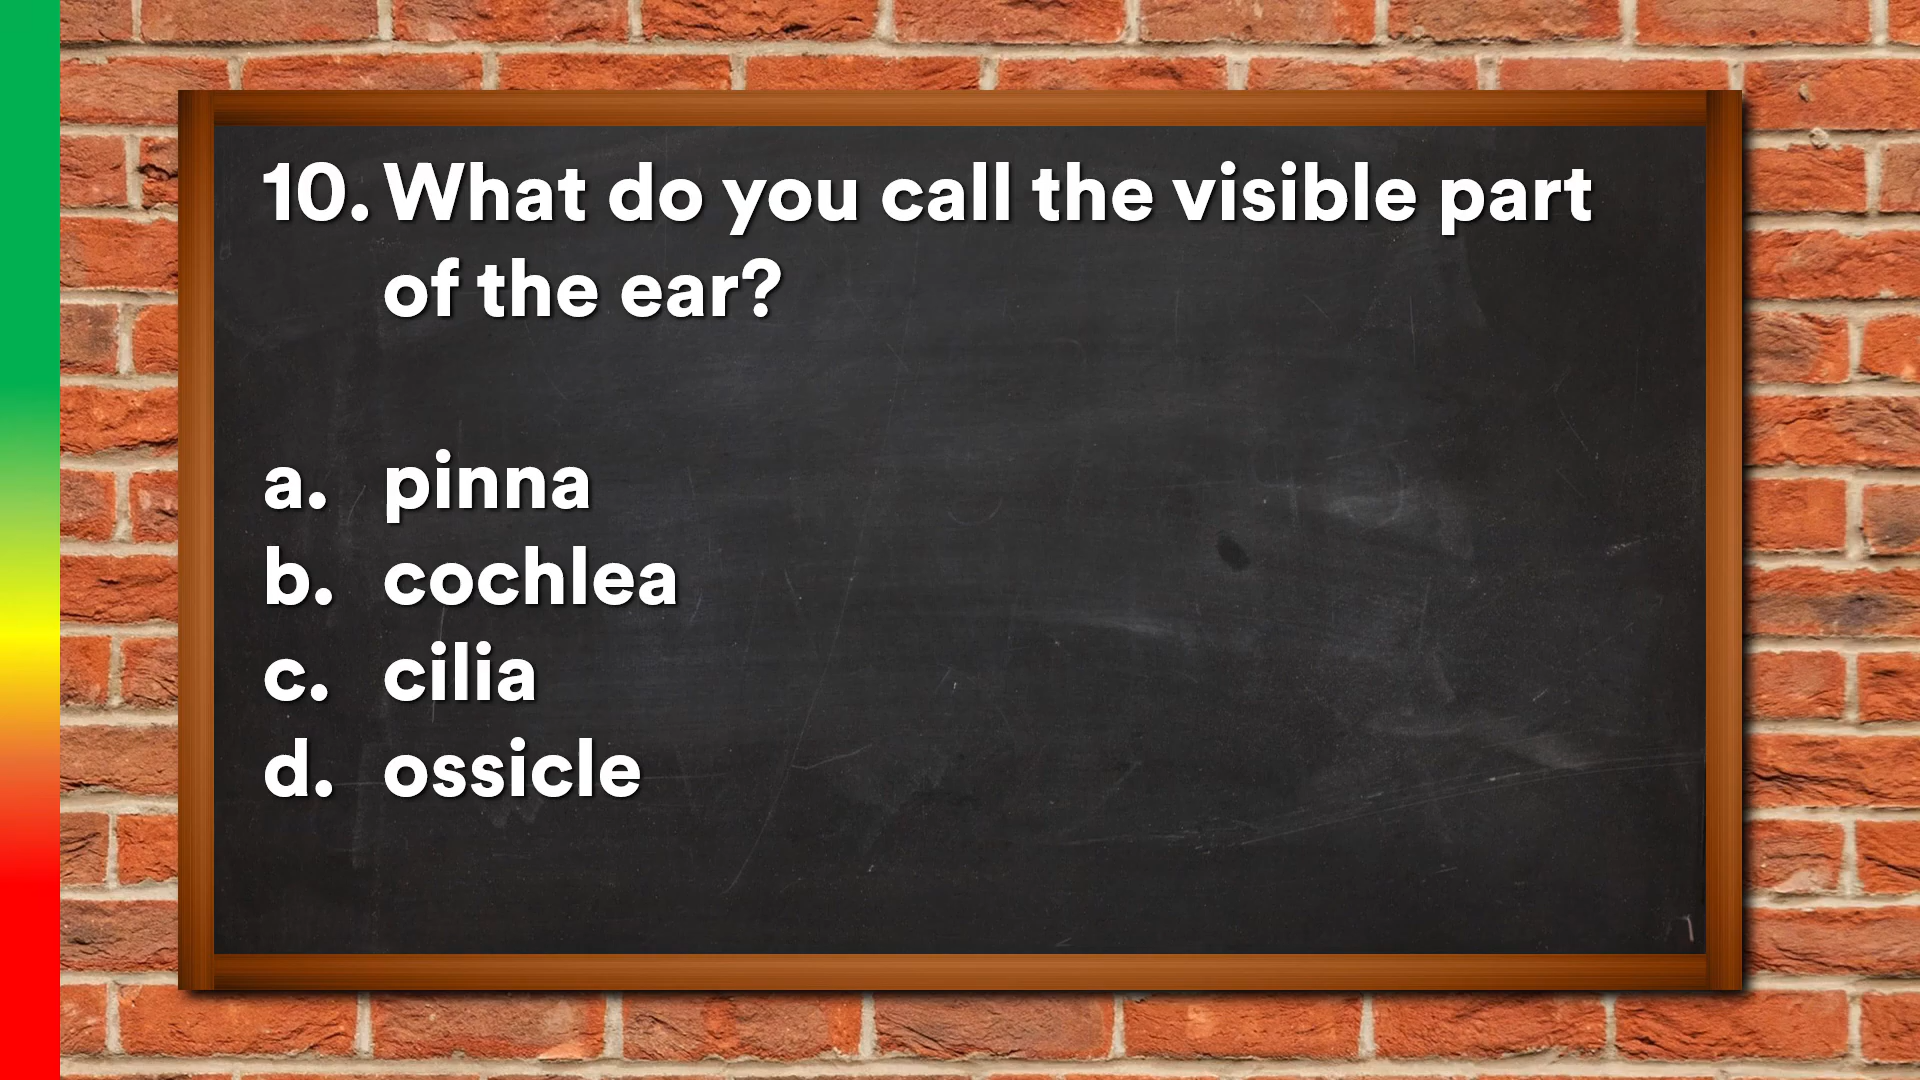 10. What do you call the visible part
of the ear?
a. pinna
b. cochlea
c. cilia
d. ossicle